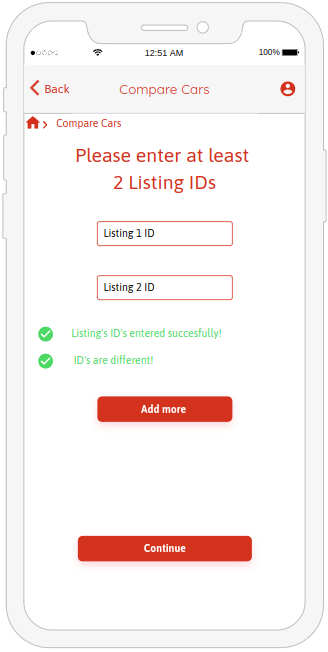 12:51 AM
100%
Back
Compare Cars
Compare Cars
Please enter at least
2 Listing IDs
Listing 1 ID
Listing 2 ID
Listing's ID's entered succesfully!
ID's are different!
Add more
Continue